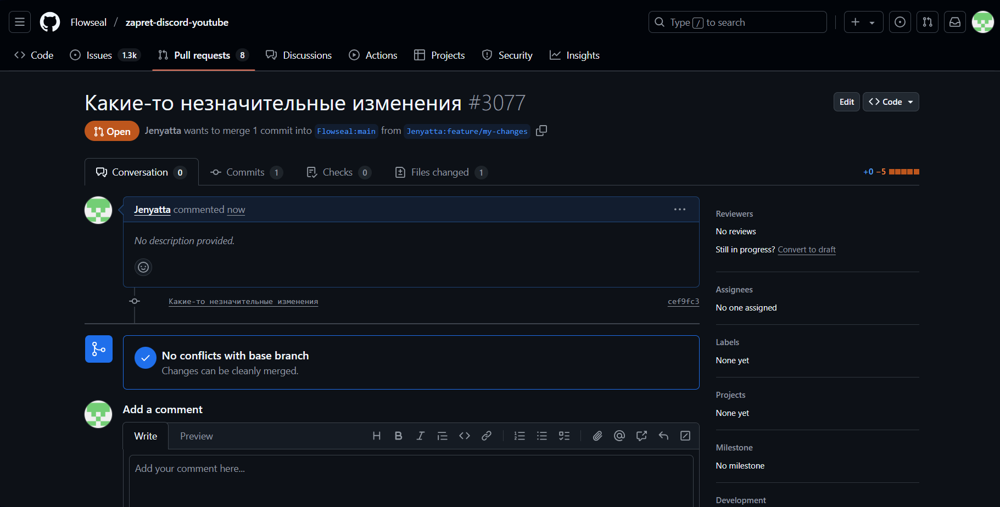 Flowseal / zapret-discord-youtube
Type / to search
Code
Issues 1.3k
Pull requests 8
Discussions
Actions
Projects
Security
Insights
Какие-то незначительные изменения #3077
Edit
Code
Open
Jenyatta wants to merge 1 commit into Flowseal:main from Jenyatta:feature/my-changes
Conversation 0
Commits 1
Checks 0
Files changed 1
+0 −5
Jenyatta commented now
No description provided.
Какие-то незначительные изменения
cef9fc3
No conflicts with base branch
Changes can be cleanly merged.
Add a comment
Write
Preview
Add your comment here...
Reviewers
No reviews
Still in progress? Convert to draft
Assignees
No one assigned
Labels
None yet
Projects
None yet
Milestone
No milestone
Development